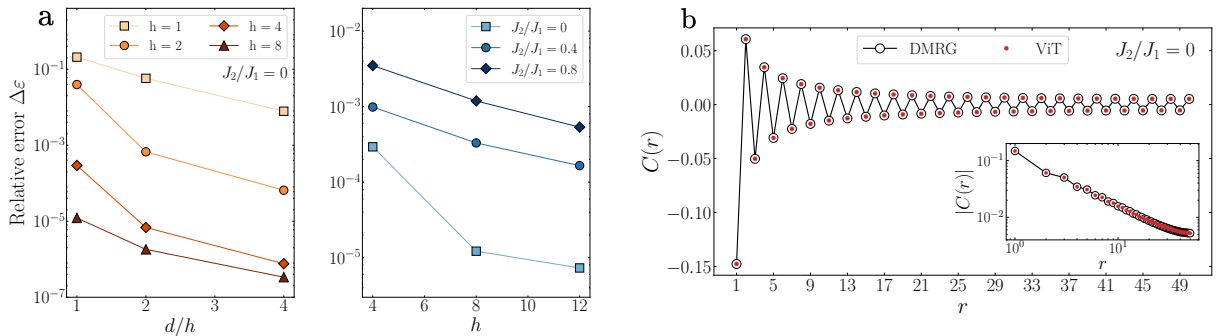 a
h = 1
h = 2
h = 4
h = 8
J₂/J₁ = 0
Relative error Δε
10⁻¹
10⁻³
10⁻⁵
10⁻⁷
1
2
3
4
d/h
J₂/J₁ = 0
J₂/J₁ = 0.4
J₂/J₁ = 0.8
10⁻²
10⁻³
10⁻⁴
10⁻⁵
4
6
8
10
12
h
b
DMRG
ViT
J₂/J₁ = 0
C(r)
0.05
0.00
−0.05
−0.10
−0.15
1
5
9
13
17
21
25
29
33
37
41
45
49
r
|C(r)|
10⁻¹
10⁻²
10⁰
10¹
r